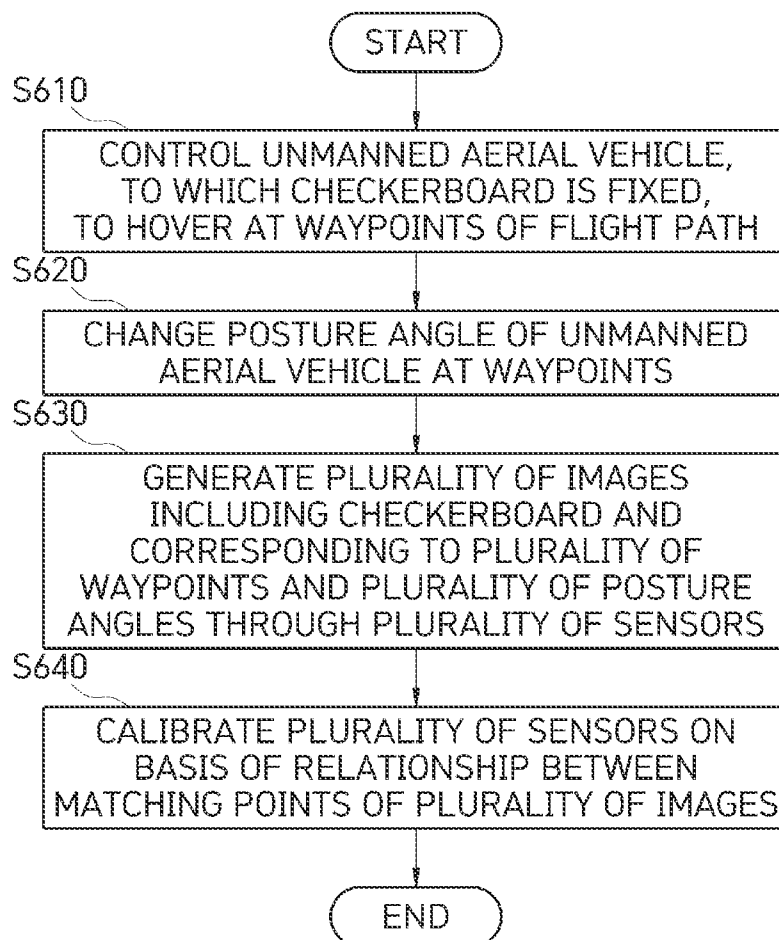 START
S610
CONTROL UNMANNED AERIAL VEHICLE,
TO WHICH CHECKERBOARD IS FIXED,
TO HOVER AT WAYPOINTS OF FLIGHT PATH
S620
CHANGE POSTURE ANGLE OF UNMANNED
AERIAL VEHICLE AT WAYPOINTS
S630
GENERATE PLURALITY OF IMAGES
INCLUDING CHECKERBOARD AND
CORRESPONDING TO PLURALITY OF
WAYPOINTS AND PLURALITY OF POSTURE
ANGLES THROUGH PLURALITY OF SENSORS
S640
CALIBRATE PLURALITY OF SENSORS ON
BASIS OF RELATIONSHIP BETWEEN
MATCHING POINTS OF PLURALITY OF IMAGES
END